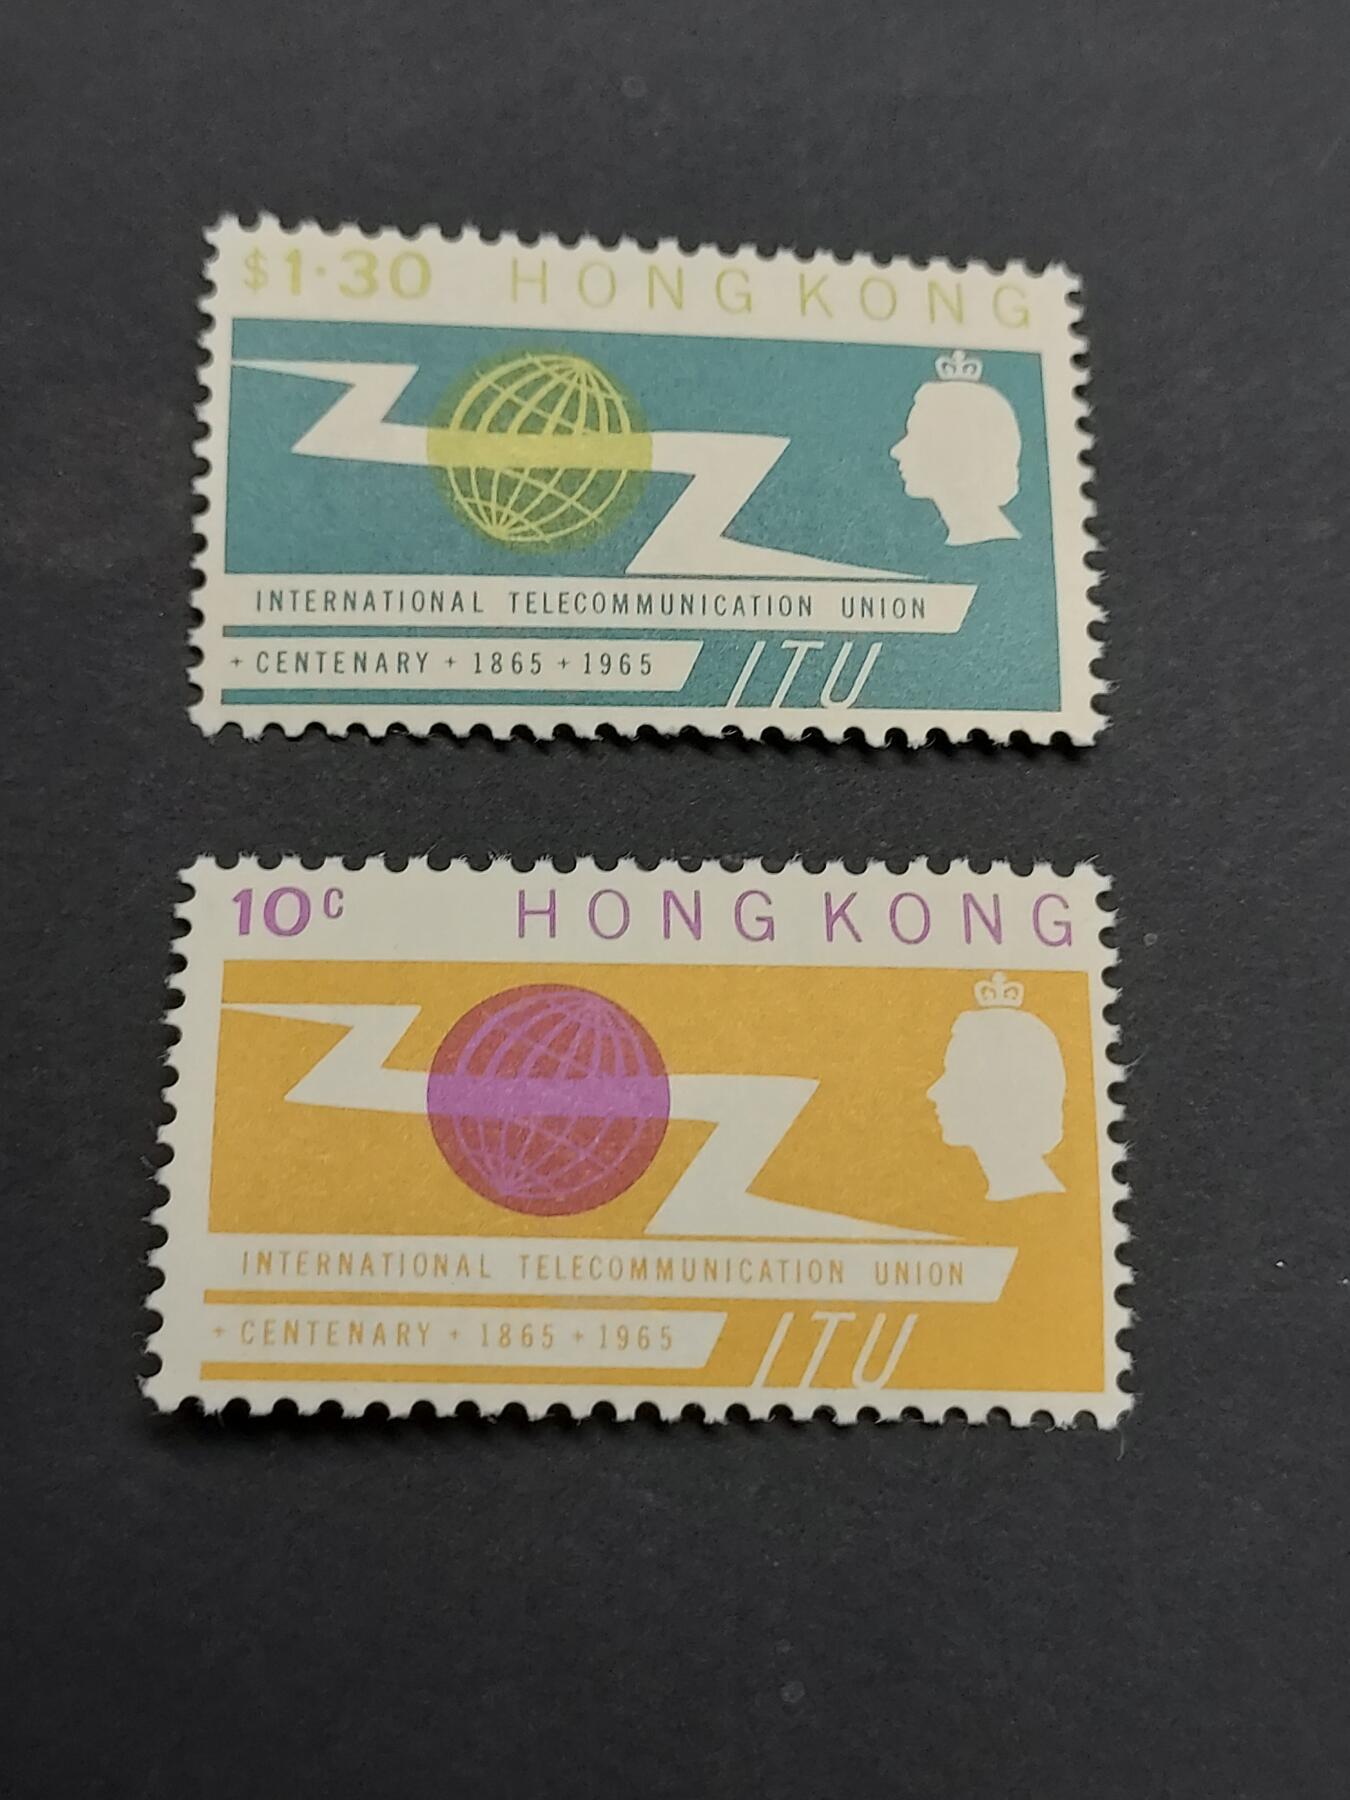 $1·30 HONG KONG
INTERNATIONAL TELECOMMUNICATION UNION
+ CENTENARY + 1865 + 1965 ITU
10c HONG KONG
INTERNATIONAL TELECOMMUNICATION UNION
+ CENTENARY + 1865 + 1965 ITU